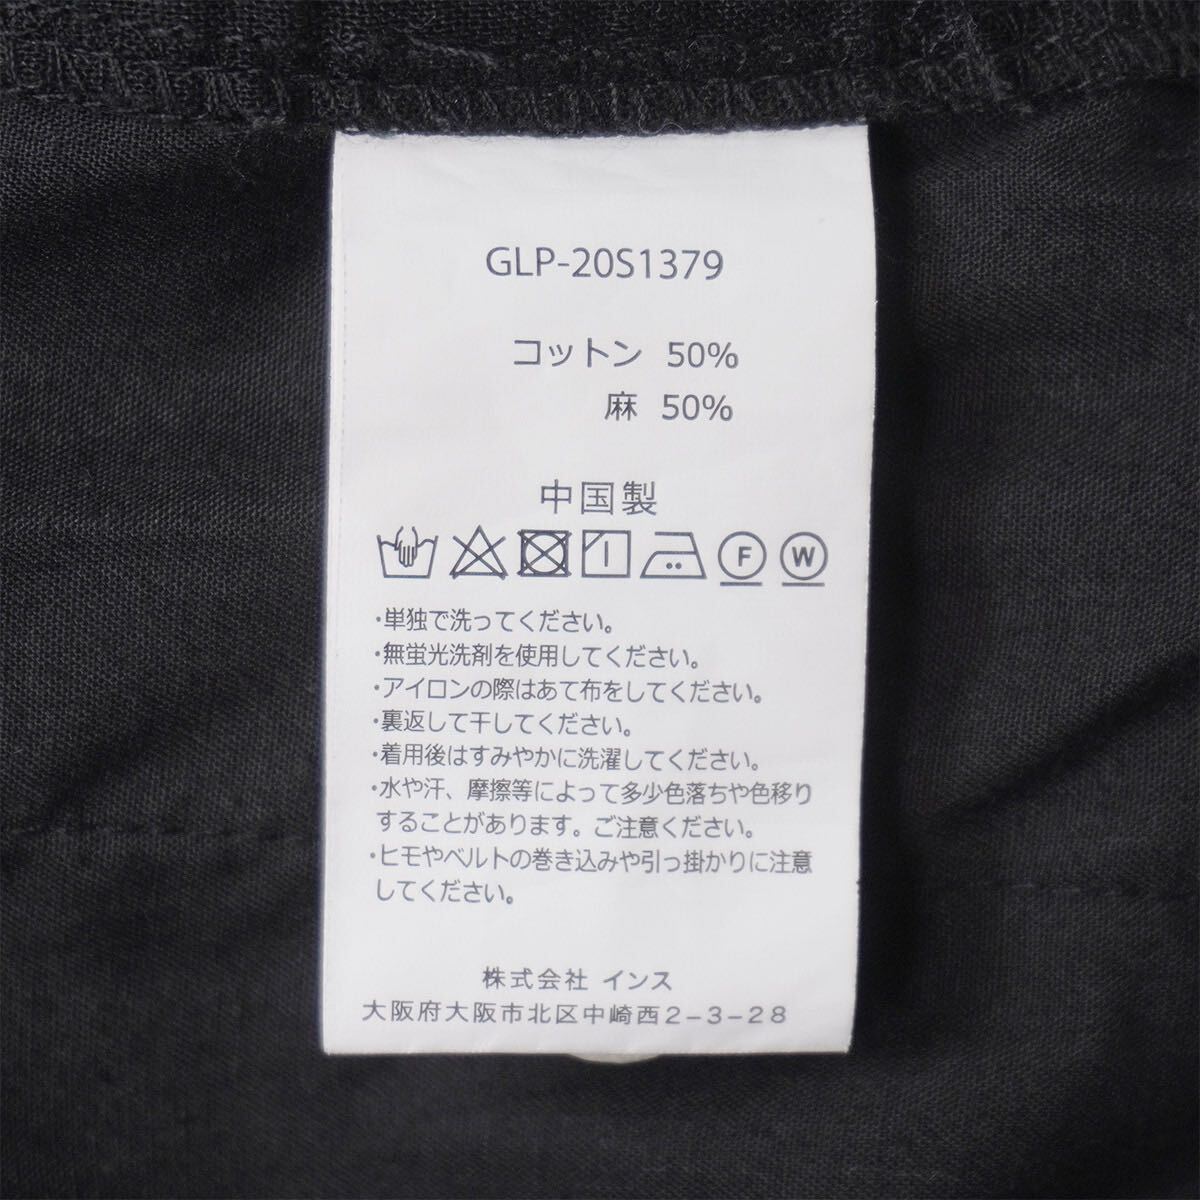 GLP-20S1379
コットン 50%
麻 50%
中国製
F W
・単独で洗ってください。
・無蛍光洗剤を使用してください。
・アイロンの際はあて布をしてください。
・裏返して干してください。
・着用後はすみやかに洗濯してください。
・水や汗、摩擦等によって多少色落ちや色移り
することがあります。ご注意ください。
・ヒモやベルトの巻き込みや引っ掛かりに注意
してください。
株式会社 インス
大阪府大阪市北区中崎西2-3-28